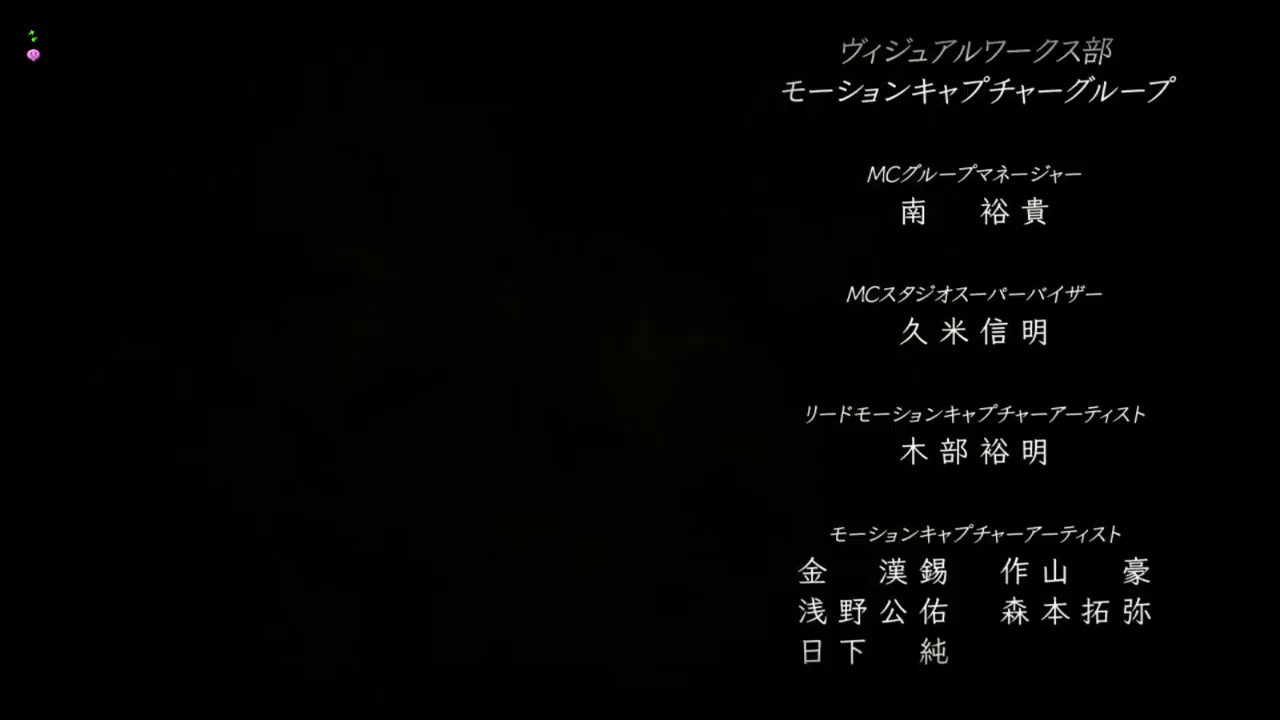 ヴィジュアルワークス部
モーションキャプチャーグループ
MCグループマネージャー
南　裕貴
MCスタジオスーパーバイザー
久米信明
リードモーションキャプチャーアーティスト
木部裕明
モーションキャプチャーアーティスト
金　漢錫　作山　豪
浅野公佑　森本拓弥
日下　純